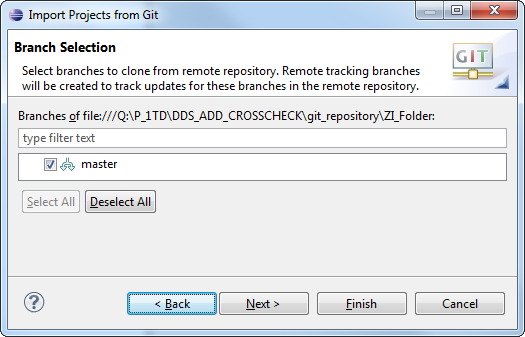 Import Projects from Git
Branch Selection
Select branches to clone from remote repository. Remote tracking branches
will be created to track updates for these branches in the remote repository.
GIT
Branches of file:///Q:\P_1TD\DDS_ADD_CROSSCHECK\git_repository\ZI_Folder:
type filter text
master
Select All Deselect All
? < Back Next > Finish Cancel